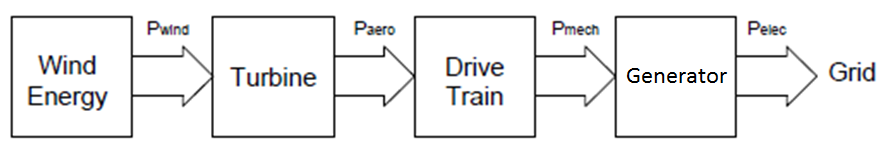 Pwind
Paero
Pmech
Pelec
Wind
Energy
Turbine
Drive
Train
Generator
Grid